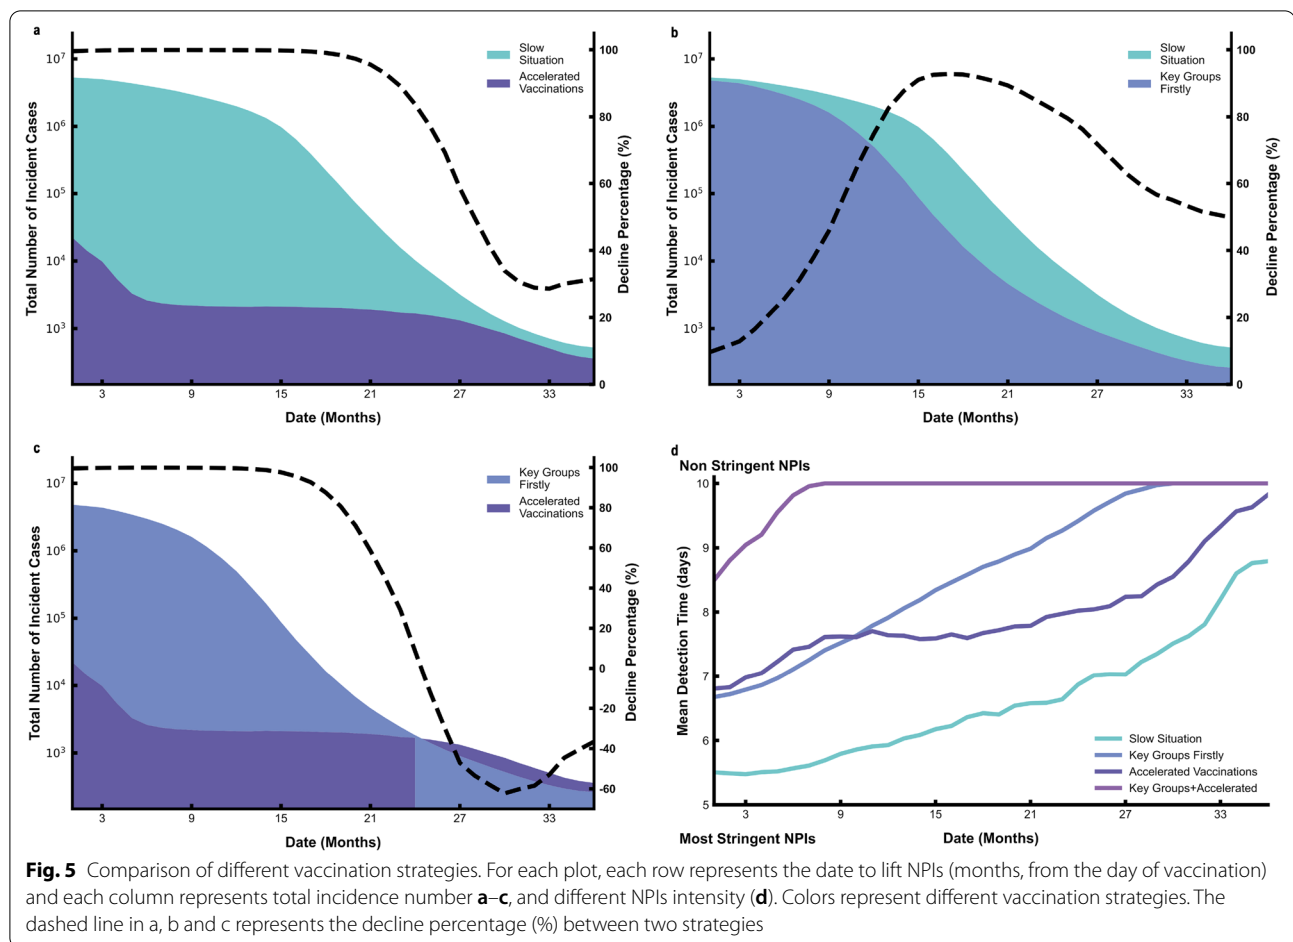 a
Total Number of Incident Cases
10⁷
10⁶
10⁵
10⁴
10³
Slow
Situation
Accelerated
Vaccinations
100
80
60
40
20
0
Decline Percentage (%)
3 9 15 21 27 33
Date (Months)
b
Total Number of Incident Cases
10⁷
10⁶
10⁵
10⁴
10³
Slow
Situation
Key Groups
Firstly
100
80
60
40
20
0
Decline Percentage (%)
3 9 15 21 27 33
Date (Months)
c
Total Number of Incident Cases
10⁷
10⁶
10⁵
10⁴
10³
Key Groups
Firstly
Accelerated
Vaccinations
100
80
60
40
20
0
-20
-40
-60
Decline Percentage (%)
3 9 15 21 27 33
Date (Months)
d
Non Stringent NPIs
Mean Detection Time (days)
10
9
8
7
6
5
Slow Situation
Key Groups Firstly
Accelerated Vaccinations
Key Groups+Accelerated
3 9 15 21 27 33
Most Stringent NPIs
Date (Months)
Fig. 5 Comparison of different vaccination strategies. For each plot, each row represents the date to lift NPIs (months, from the day of vaccination)
and each column represents total incidence number a–c, and different NPIs intensity (d). Colors represent different vaccination strategies. The
dashed line in a, b and c represents the decline percentage (%) between two strategies